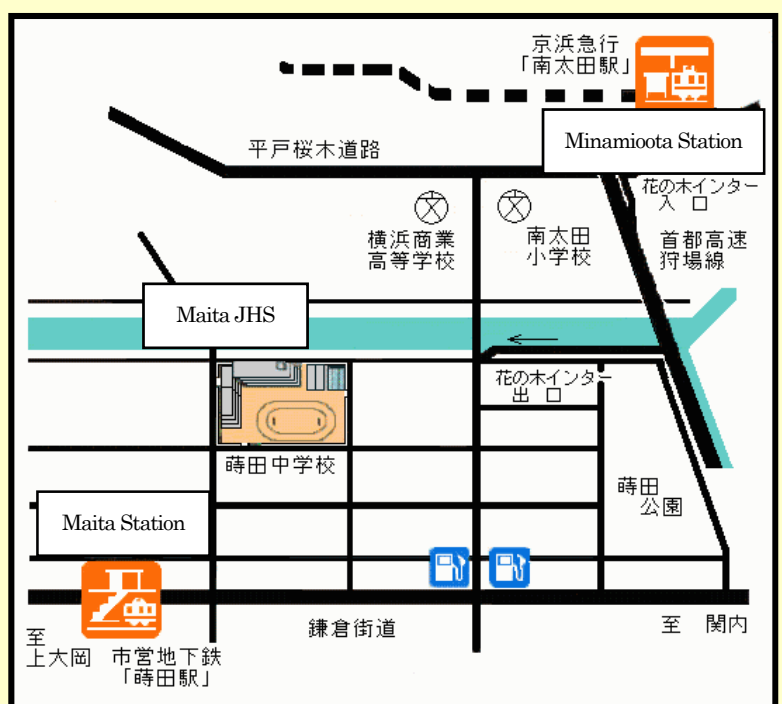 京浜急行
「南太田駅」
Minamioota Station
平戸桜木道路
花の木インター
入 口
文
文
横浜商業
高等学校
南太田
小学校
首都高速
狩場線
Maita JHS
花の木インター
出 口
蒔田中学校
蒔田
公園
Maita Station
鎌倉街道
至 関内
至
上大岡
市営地下鉄
「蒔田駅」